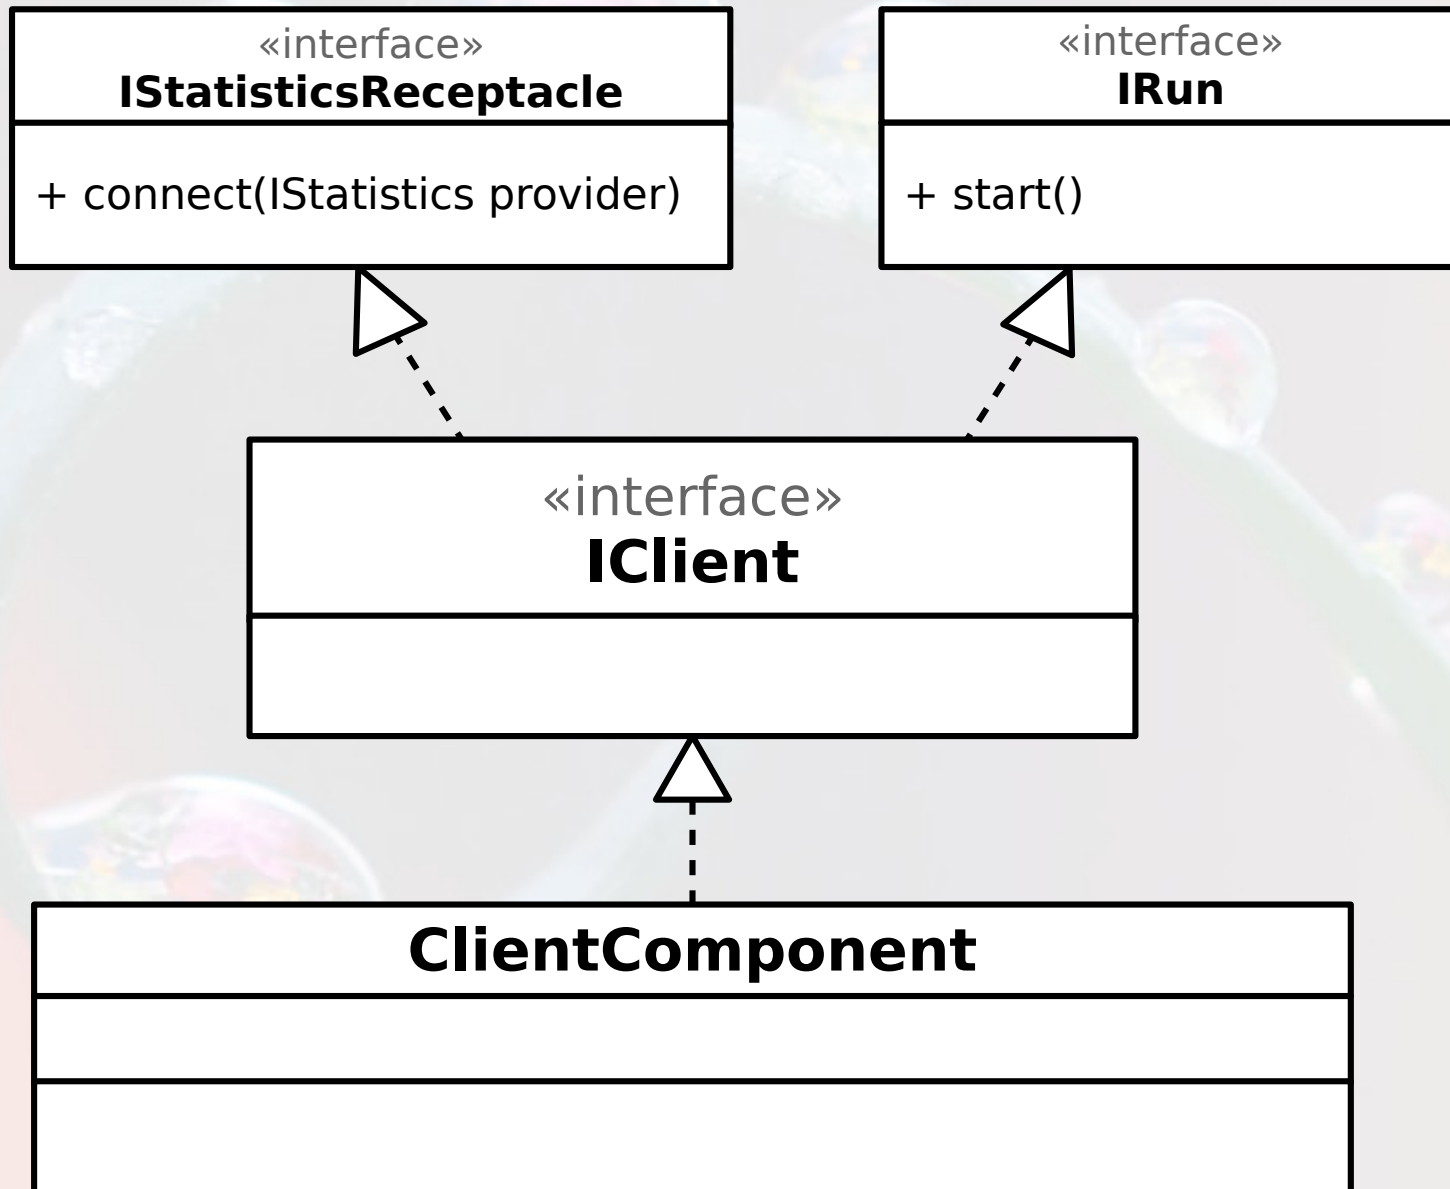 «interface»
IStatisticsReceptacle
+ connect(IStatistics provider)
«interface»
IRun
+ start()
«interface»
IClient
ClientComponent